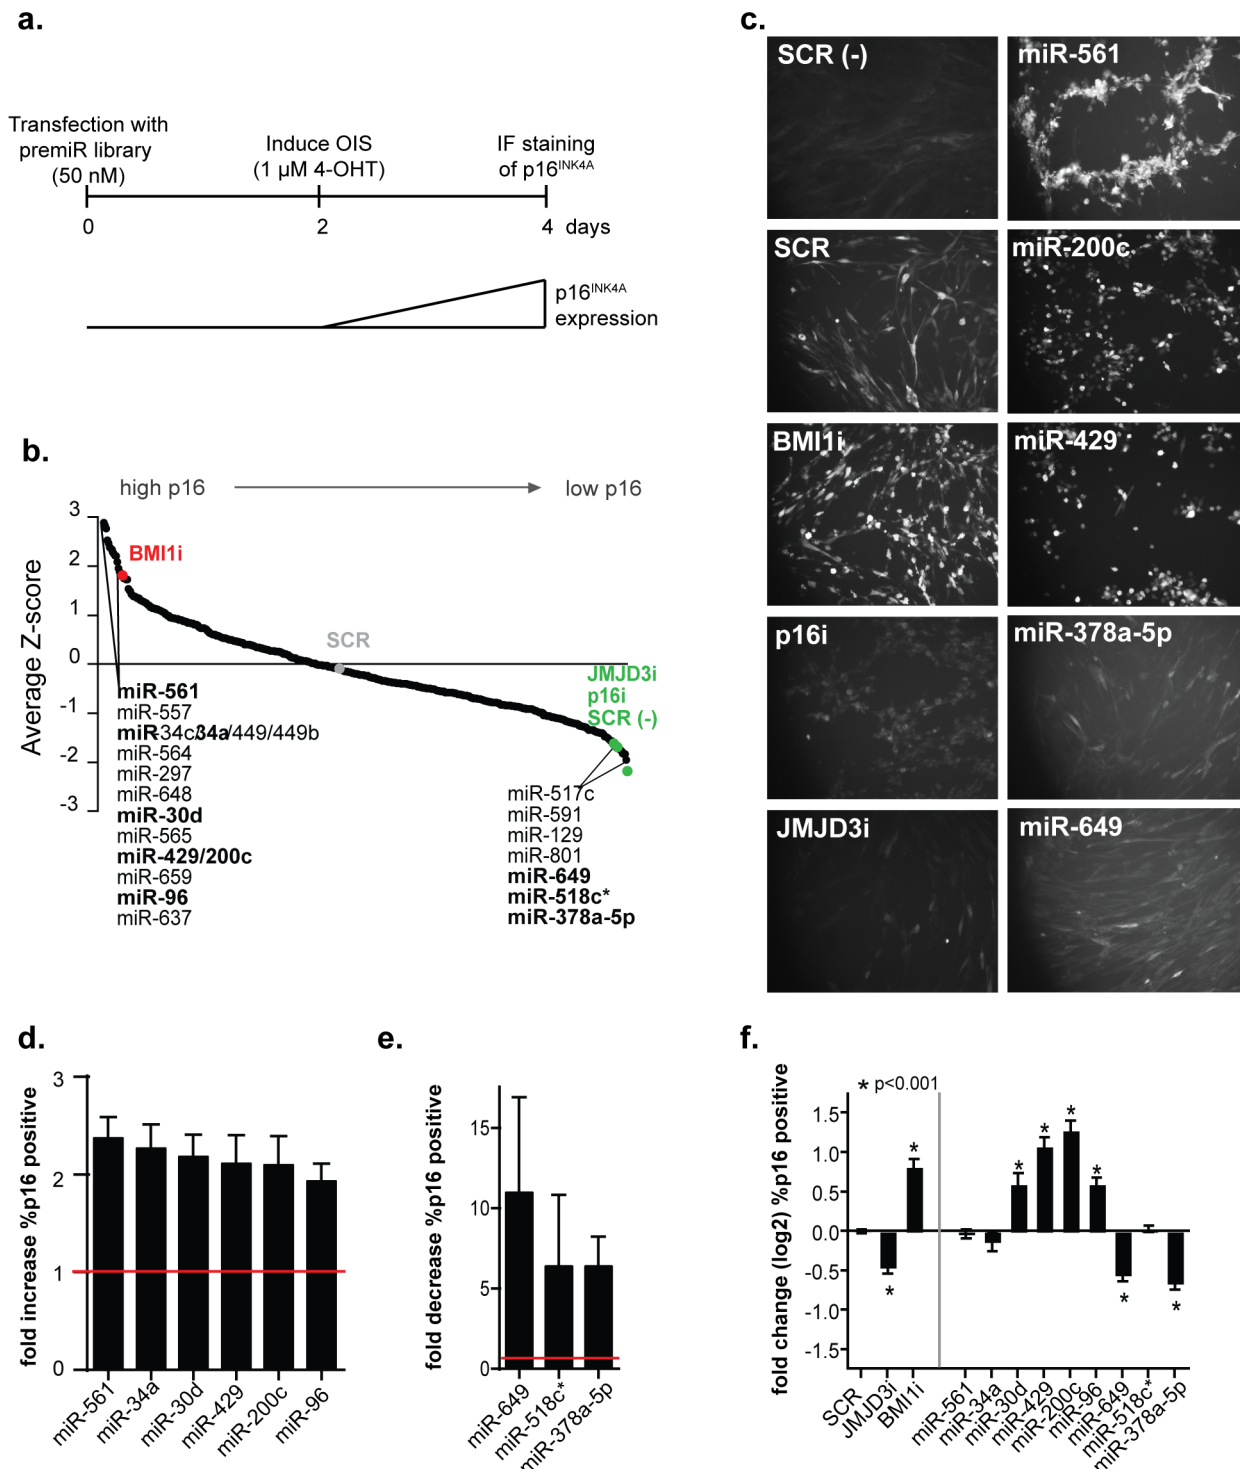 a.
Transfection with
premiR library
(50 nM)
Induce OIS
(1 µM 4-OHT)
IF staining
of p16INK4A
0
2
4 days
p16INK4A
expression
b.
high p16
low p16
Average Z-score
3
2
1
0
-1
-2
-3
BMI1i
SCR
JMJD3i
p16i
SCR (-)
miR-561
miR-557
miR-34c/34a/449/449b
miR-564
miR-297
miR-648
miR-30d
miR-565
miR-429/200c
miR-659
miR-96
miR-637
miR-517c
miR-591
miR-129
miR-801
miR-649
miR-518c*
miR-378a-5p
c.
SCR (-)
miR-561
SCR
miR-200c
BMI1i
miR-429
p16i
miR-378a-5p
JMJD3i
miR-649
d.
fold increase %p16 positive
3
2
1
0
miR-561
miR-34a
miR-30d
miR-429
miR-200c
miR-96
e.
fold decrease %p16 positive
15
10
5
0
miR-649
miR-518c*
miR-378a-5p
f.
* p<0.001
fold change (log2) %p16 positive
1.5
1.0
0.5
0.0
-0.5
-1.0
-1.5
*
*
*
*
*
*
*
*
SCR
JMJD3i
BMI1i
miR-561
miR-34a
miR-30d
miR-429
miR-200c
miR-96
miR-649
miR-518c*
miR-378a-5p